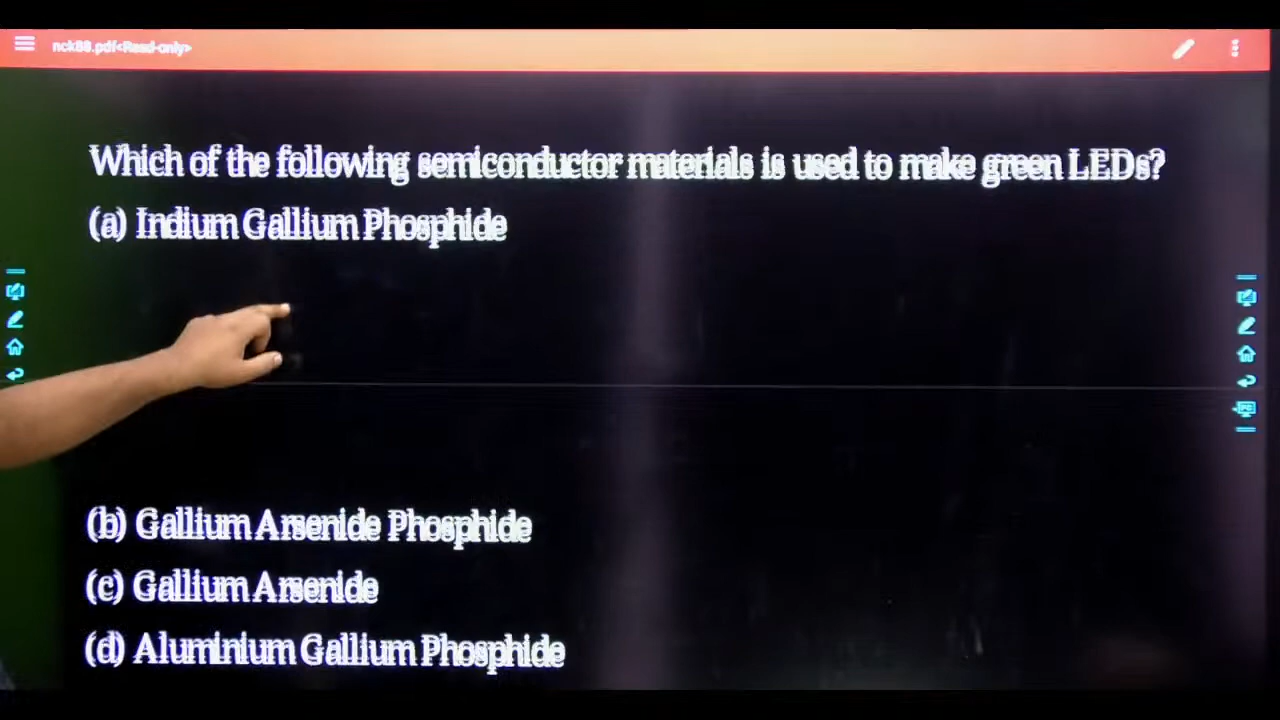 nck88.pdf<Read-only>
Which of the following semiconductor materials is used to make green LEDs?
(a) Indium Gallium Phosphide
(b) Gallium Arsenide Phosphide
(c) Gallium Arsenide
(d) Aluminium Gallium Phosphide